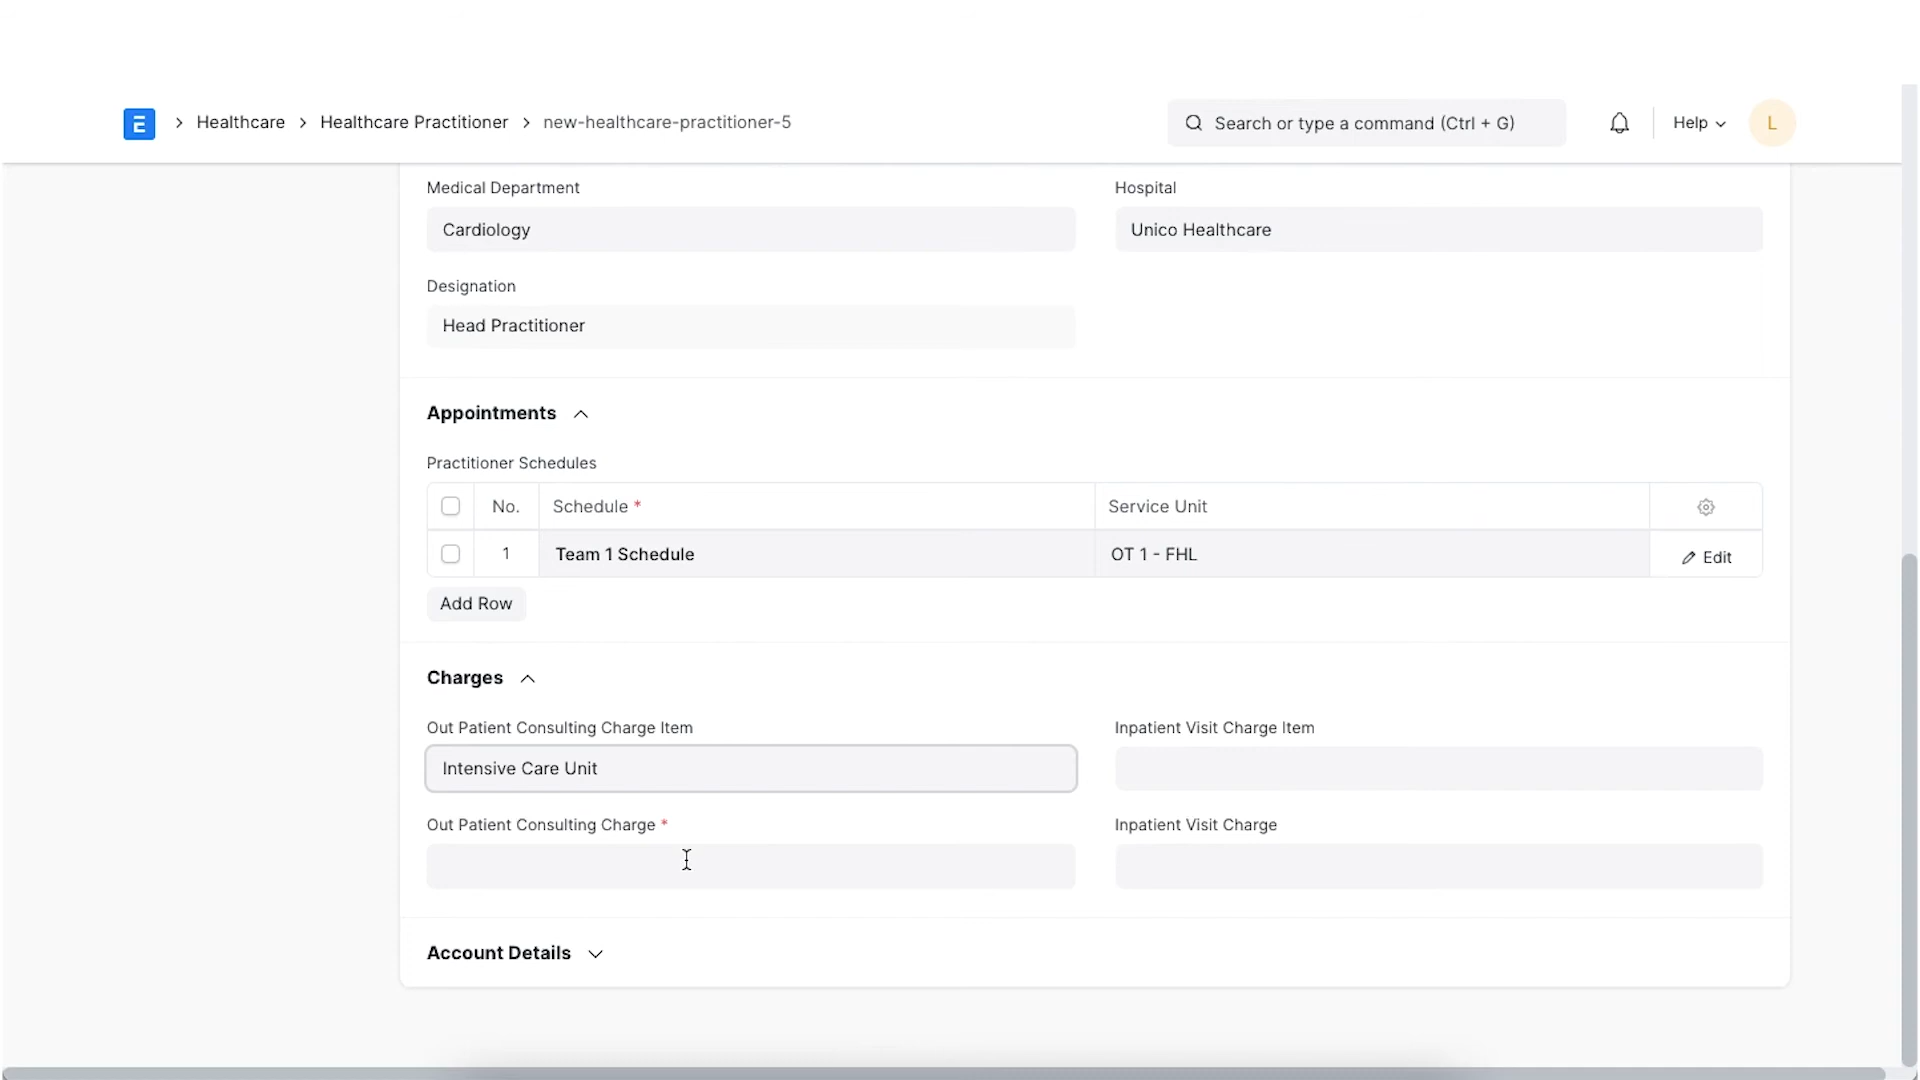 Healthcare > Healthcare Practitioner > new-healthcare-practitioner-5
Search or type a command (Ctrl + G)
Help
L
Medical Department
Hospital
Cardiology
Unico Healthcare
Designation
Head Practitioner
Appointments
Practitioner Schedules
No. Schedule * Service Unit
1 Team 1 Schedule OT 1 - FHL Edit
Add Row
Charges
Out Patient Consulting Charge Item
Inpatient Visit Charge Item
Intensive Care Unit
Out Patient Consulting Charge *
Inpatient Visit Charge
Account Details